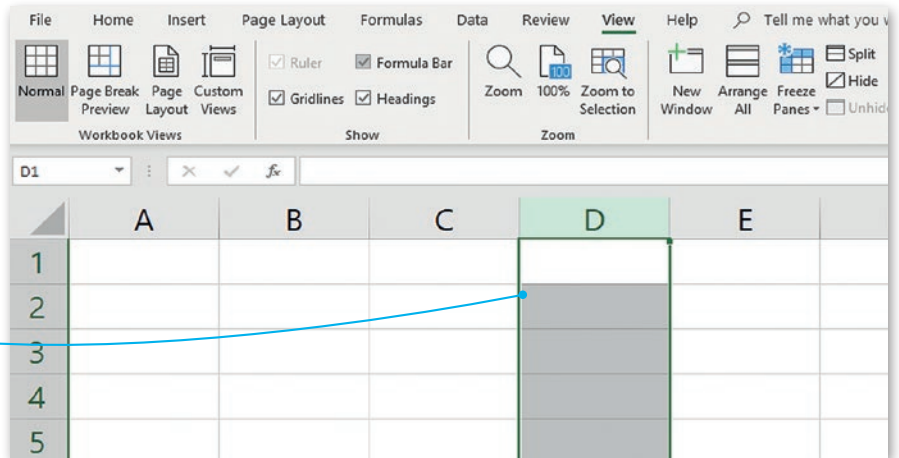 File Home Insert Page Layout Formulas Data Review View Help Tell me what you
Ruler Formula Bar Split
Normal Page Break Page Custom Gridlines Headings Zoom 100% Zoom to New Arrange Freeze Hide
Preview Layout Views Selection Window All Panes Unhid
Workbook Views Show Zoom
100
D1 fx
A B C D E
1
2
3
4
5